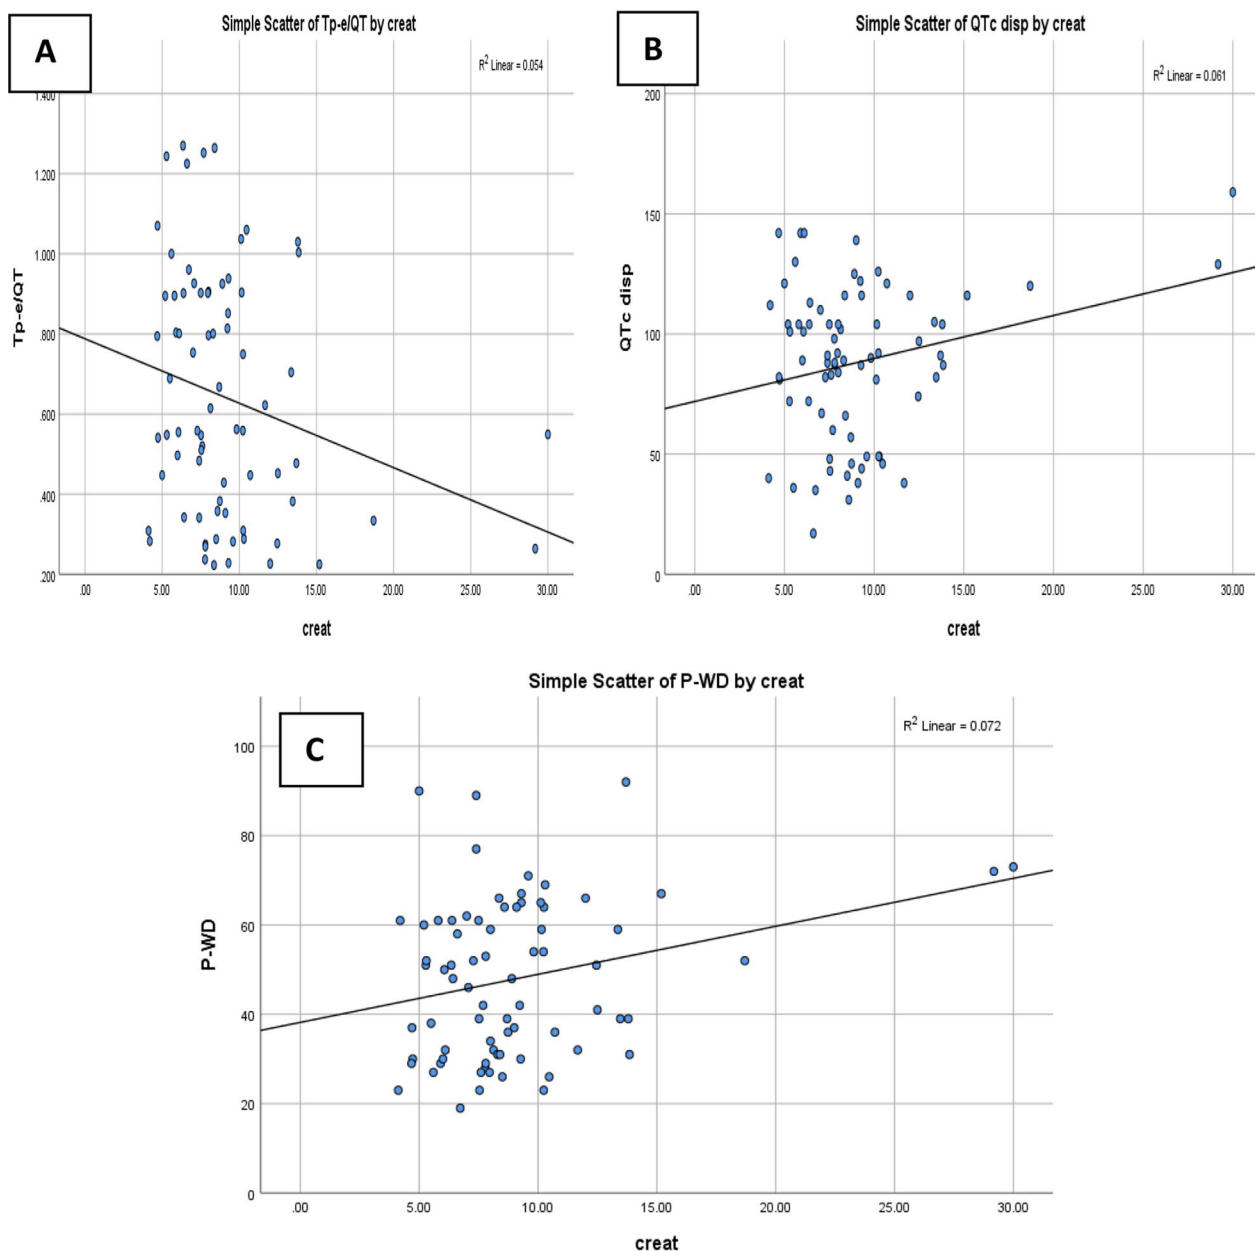 A
Simple Scatter of Tp-e/QT by creat
R² Linear = 0.054
1.400
1.200
1.000
.800
.600
.400
.200
Tp-e/QT
.00 5.00 10.00 15.00 20.00 25.00 30.00
creat
B
Simple Scatter of QTc disp by creat
R² Linear = 0.061
200
150
100
50
0
QTc disp
.00 5.00 10.00 15.00 20.00 25.00 30.00
creat
Simple Scatter of P-WD by creat
C
R² Linear = 0.072
100
80
60
40
20
0
P-WD
.00 5.00 10.00 15.00 20.00 25.00 30.00
creat